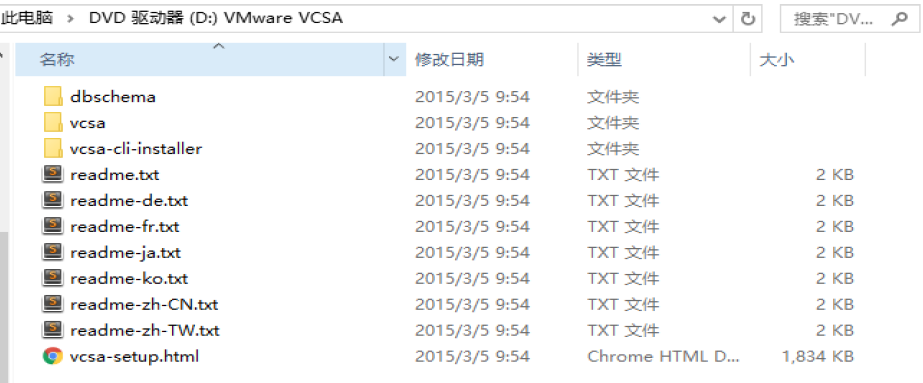 此电脑 > DVD 驱动器 (D:) VMware VCSA 搜索"DV...
名称 修改日期 类型 大小
dbschema 2015/3/5 9:54 文件夹
vcsa 2015/3/5 9:54 文件夹
vcsa-cli-installer 2015/3/5 9:54 文件夹
readme.txt 2015/3/5 9:54 TXT 文件 2 KB
readme-de.txt 2015/3/5 9:54 TXT 文件 2 KB
readme-fr.txt 2015/3/5 9:54 TXT 文件 2 KB
readme-ja.txt 2015/3/5 9:54 TXT 文件 2 KB
readme-ko.txt 2015/3/5 9:54 TXT 文件 2 KB
readme-zh-CN.txt 2015/3/5 9:54 TXT 文件 2 KB
readme-zh-TW.txt 2015/3/5 9:54 TXT 文件 2 KB
vcsa-setup.html 2015/3/5 9:54 Chrome HTML D... 1,834 KB